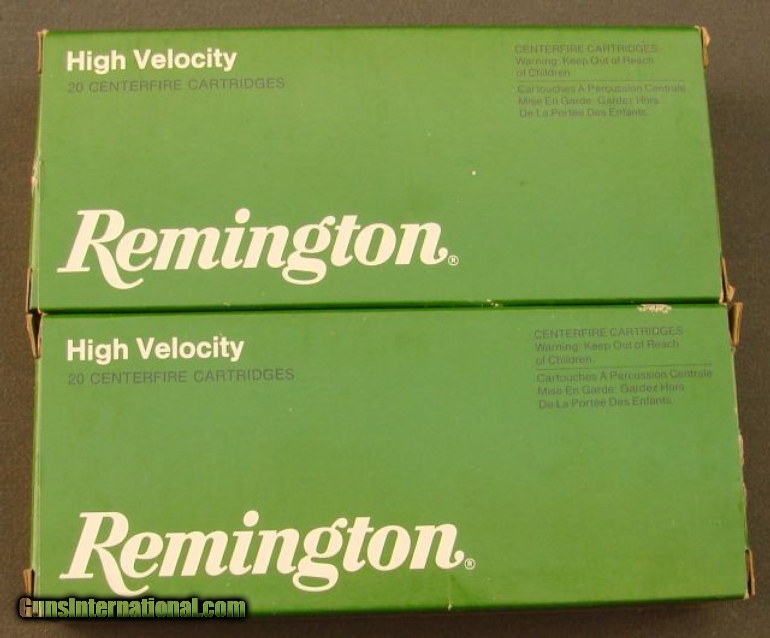 High Velocity
20 CENTERFIRE CARTRIDGES
CENTERFIRE CARTRIDGES
Warning: Keep Out of Reach
of Children
Cartouches A Percussion Centrale
Mise En Garde: Gardez Hors
De La Portée Des Enfants.
Remington®
High Velocity
20 CENTERFIRE CARTRIDGES
CENTERFIRE CARTRIDGES
Warning: Keep Out of Reach
of Children.
Cartouches A Percussion Centrale
Mise En Garde: Gardez Hors
De La Portée Des Enfants.
Remington®
GunsInternational.com